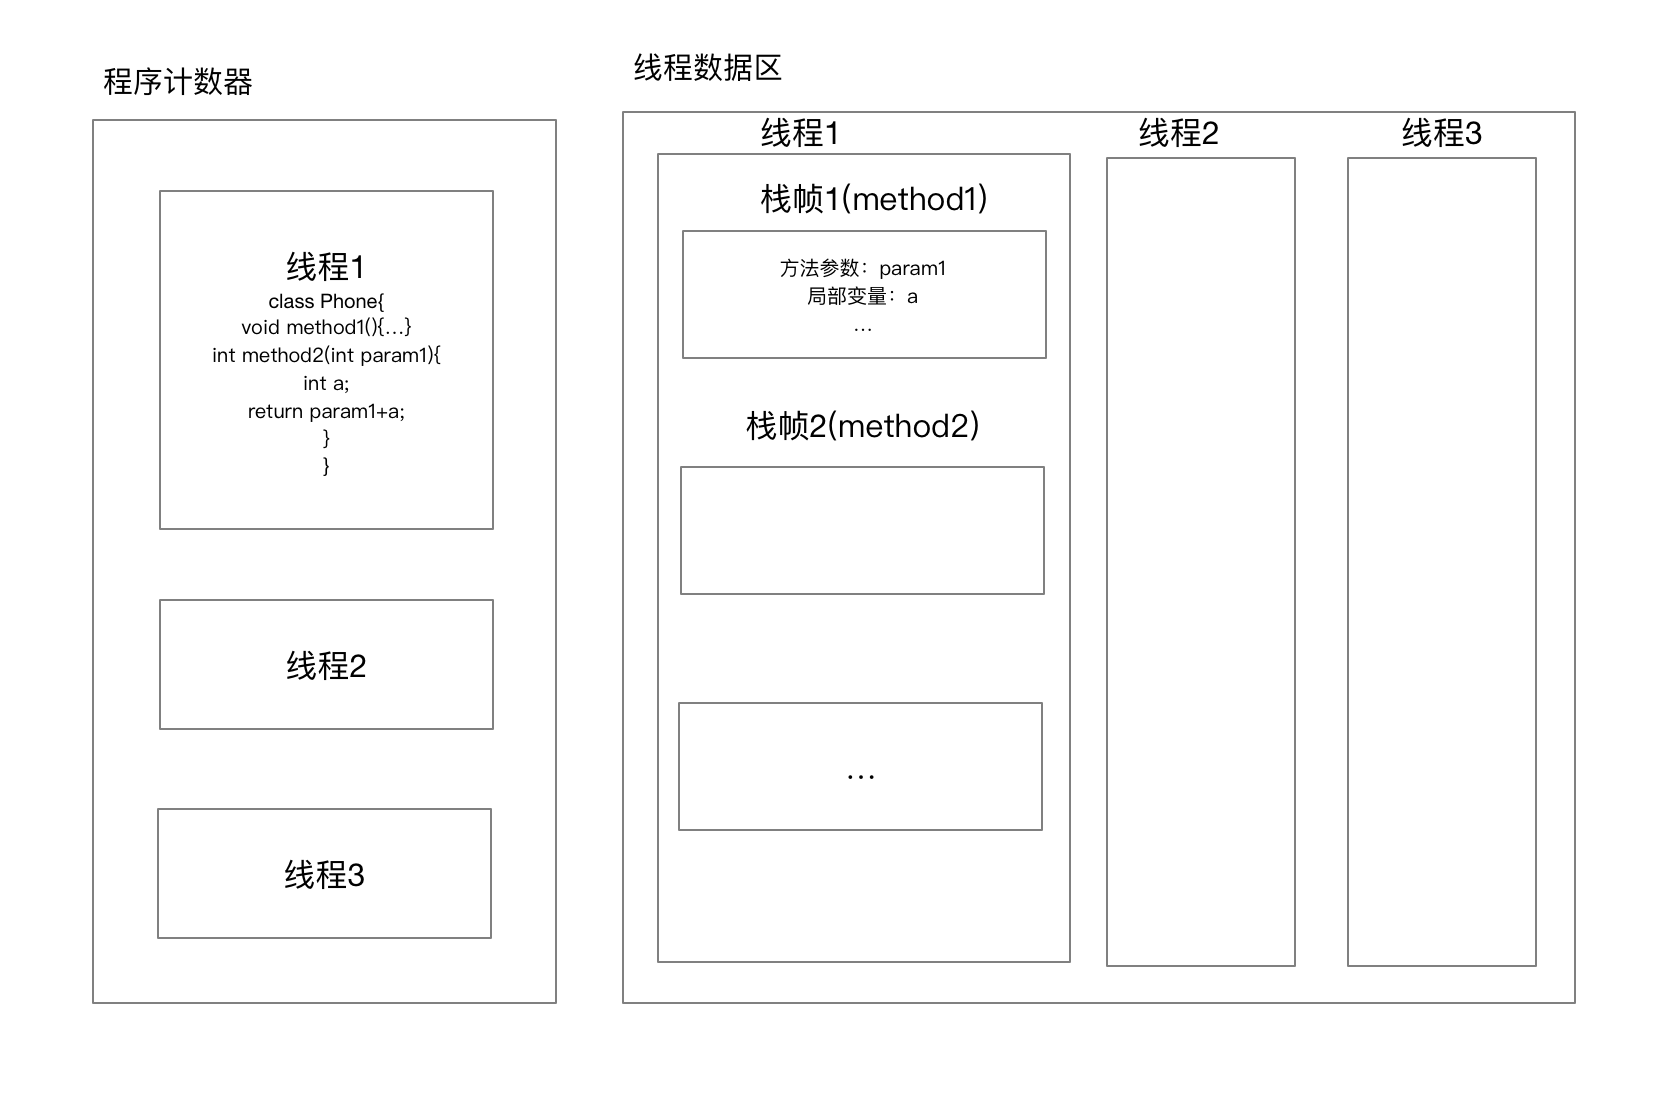 程序计数器
线程1
class Phone{
void method1(){...}
int method2(int param1){
int a;
return param1+a;
}
}
线程2
线程3
线程数据区
线程1
栈帧1(method1)
方法参数：param1
局部变量：a
...
栈帧2(method2)
...
线程2
线程3